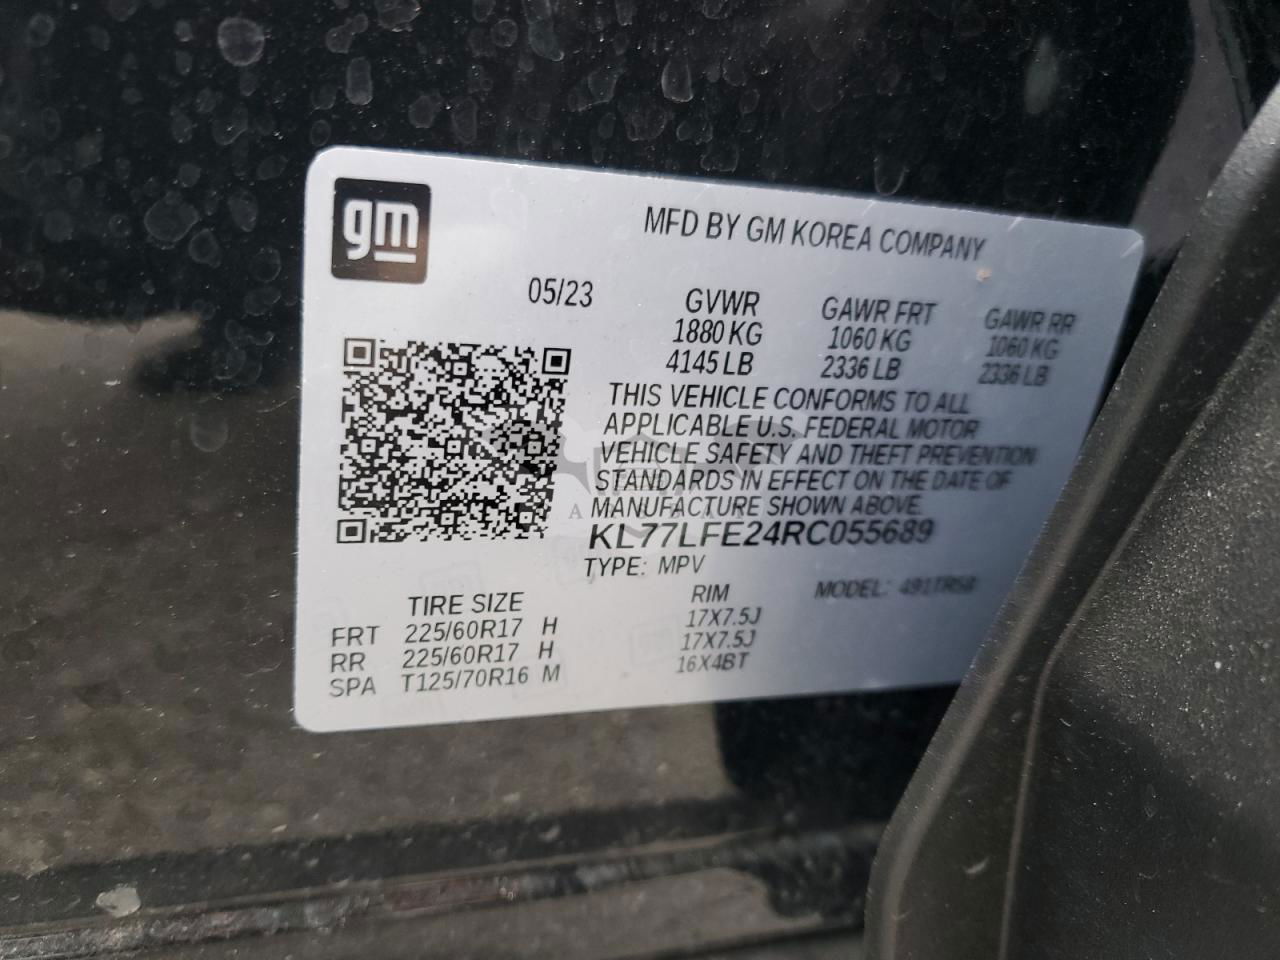 gm
MFD BY GM KOREA COMPANY
05/23
GVWR GAWR FRT GAWR RR
1880 KG 1060 KG 1060 KG
4145 LB 2336 LB 2336 LB
THIS VEHICLE CONFORMS TO ALL
APPLICABLE U.S. FEDERAL MOTOR
VEHICLE SAFETY AND THEFT PREVENTION
STANDARDS IN EFFECT ON THE DATE OF
MANUFACTURE SHOWN ABOVE.
KL77LFE24RC055689
TYPE: MPV
MODEL:
TIRE SIZE RIM
FRT 225/60R17 H 17X7.5J
RR 225/60R17 H 17X7.5J
SPA T125/70R16 M 16X4BT